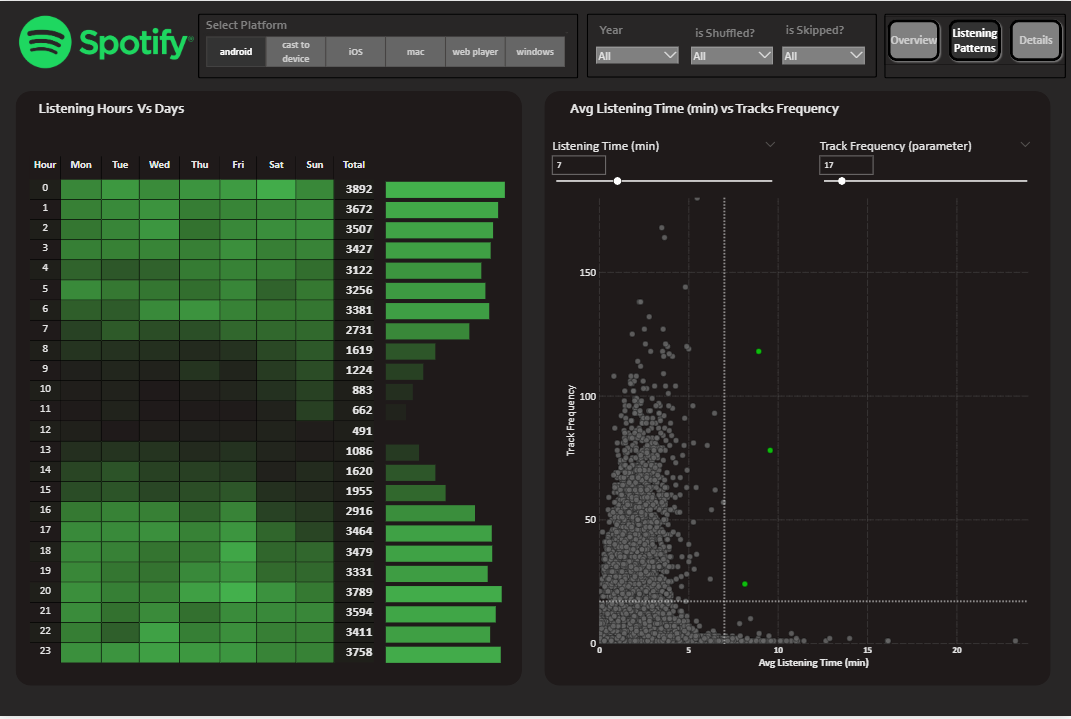 Spotify®
Select Platform
android
cast to
device
iOS
mac
web player
windows
Year
All
is Shuffled?
All
is Skipped?
All
Overview
Listening
Patterns
Details
Listening Hours Vs Days
Hour Mon Tue Wed Thu Fri Sat Sun Total
0 3892
1 3672
2 3507
3 3427
4 3122
5 3256
6 3381
7 2731
8 1619
9 1224
10 883
11 662
12 491
13 1086
14 1620
15 1955
16 2916
17 3464
18 3479
19 3331
20 3789
21 3594
22 3411
23 3758
Avg Listening Time (min) vs Tracks Frequency
Listening Time (min)
7
Track Frequency (parameter)
17
Track Frequency
150
100
50
0
0 5 10 15 20
Avg Listening Time (min)